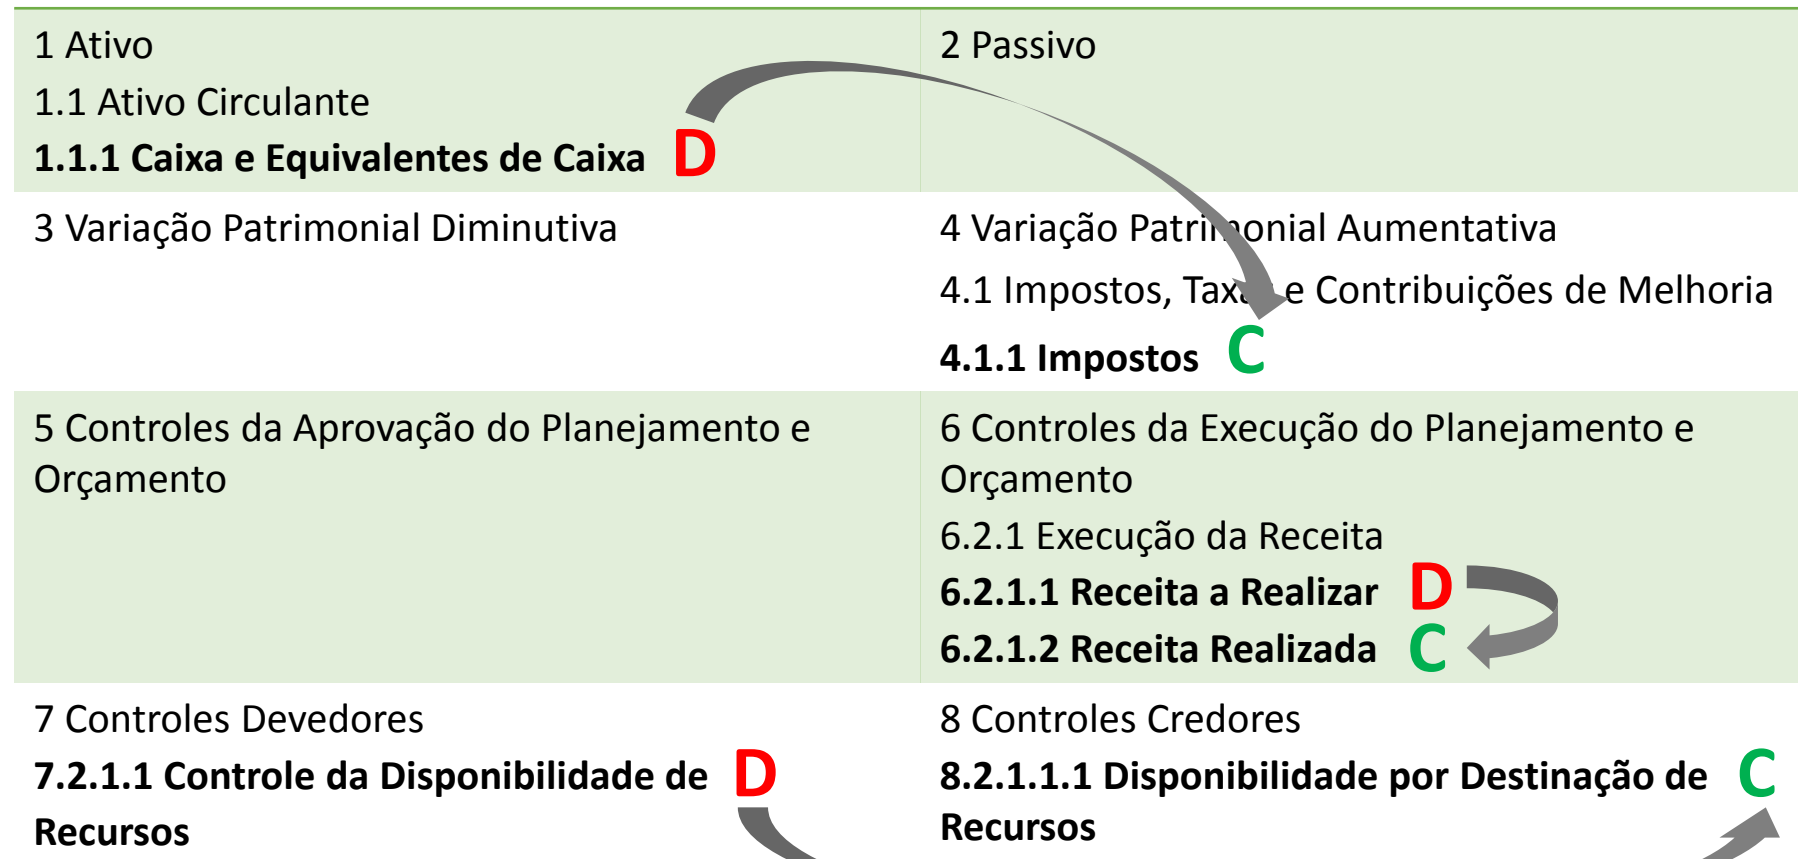 1 Ativo
1.1 Ativo Circulante
1.1.1 Caixa e Equivalentes de Caixa D
2 Passivo
3 Variação Patrimonial Diminutiva
4 Variação Patrimonial Aumentativa
4.1 Impostos, Taxas e Contribuições de Melhoria
4.1.1 Impostos C
5 Controles da Aprovação do Planejamento e
Orçamento
6 Controles da Execução do Planejamento e
Orçamento
6.2.1 Execução da Receita
6.2.1.1 Receita a Realizar D
6.2.1.2 Receita Realizada C
7 Controles Devedores
7.2.1.1 Controle da Disponibilidade de D
Recursos
8 Controles Credores
8.2.1.1.1 Disponibilidade por Destinação de C
Recursos